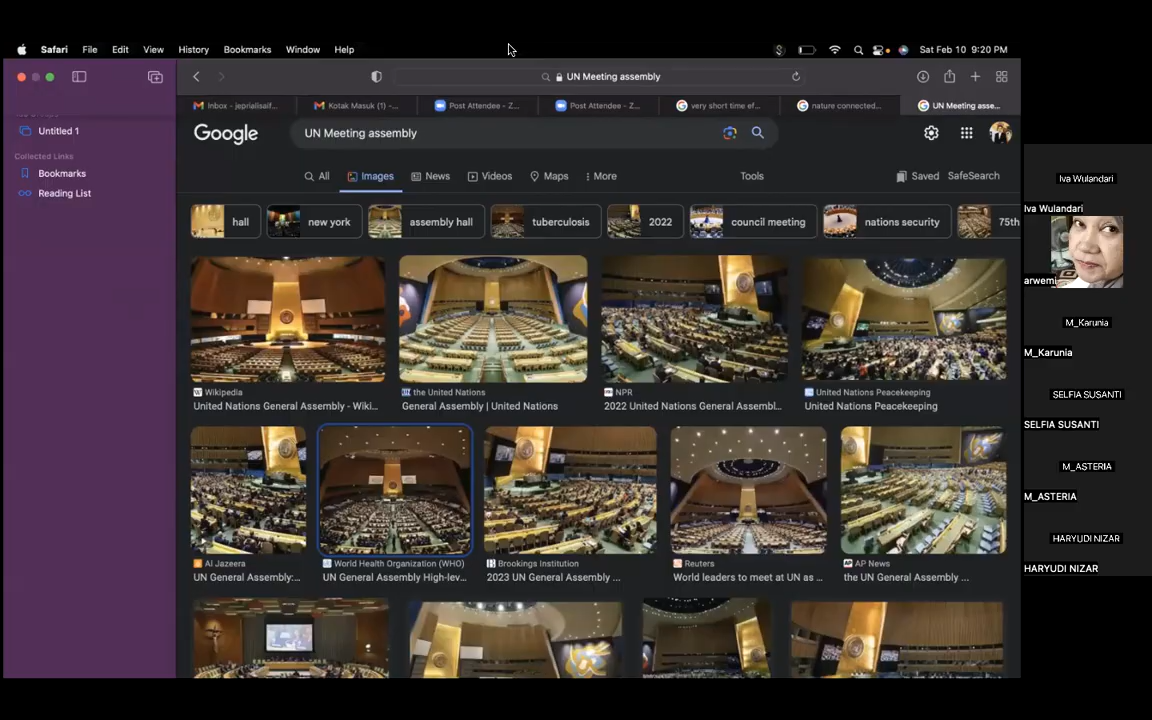 Safari File Edit View History Bookmarks Window Help Sat Feb 10 9:20 PM
UN Meeting assembly
Inbox - jeprialisaif...
Kotak Masuk (1) -...
Post Attendee - Z...
Post Attendee - Z...
very short time ef...
nature connected...
UN Meeting asse...
Untitled 1
Collected Links
Bookmarks
Reading List
Google
UN Meeting assembly
All Images News Videos Maps More Tools Saved SafeSearch
hall
new york
assembly hall
tuberculosis
2022
council meeting
nations security
75th
Wikipedia
United Nations General Assembly - Wiki...
the United Nations
General Assembly | United Nations
NPR
2022 United Nations General Assembl...
United Nations Peacekeeping
United Nations Peacekeeping
Al Jazeera
UN General Assembly:...
World Health Organization (WHO)
UN General Assembly High-lev...
Brookings Institution
2023 UN General Assembly ...
Reuters
World leaders to meet at UN as ...
AP News
the UN General Assembly ...
Iva Wulandari
Iva Wulandari
arwemi
M_Karunia
M_Karunia
SELFIA SUSANTI
SELFIA SUSANTI
M_ASTERIA
M_ASTERIA
HARYUDI NIZAR
HARYUDI NIZAR